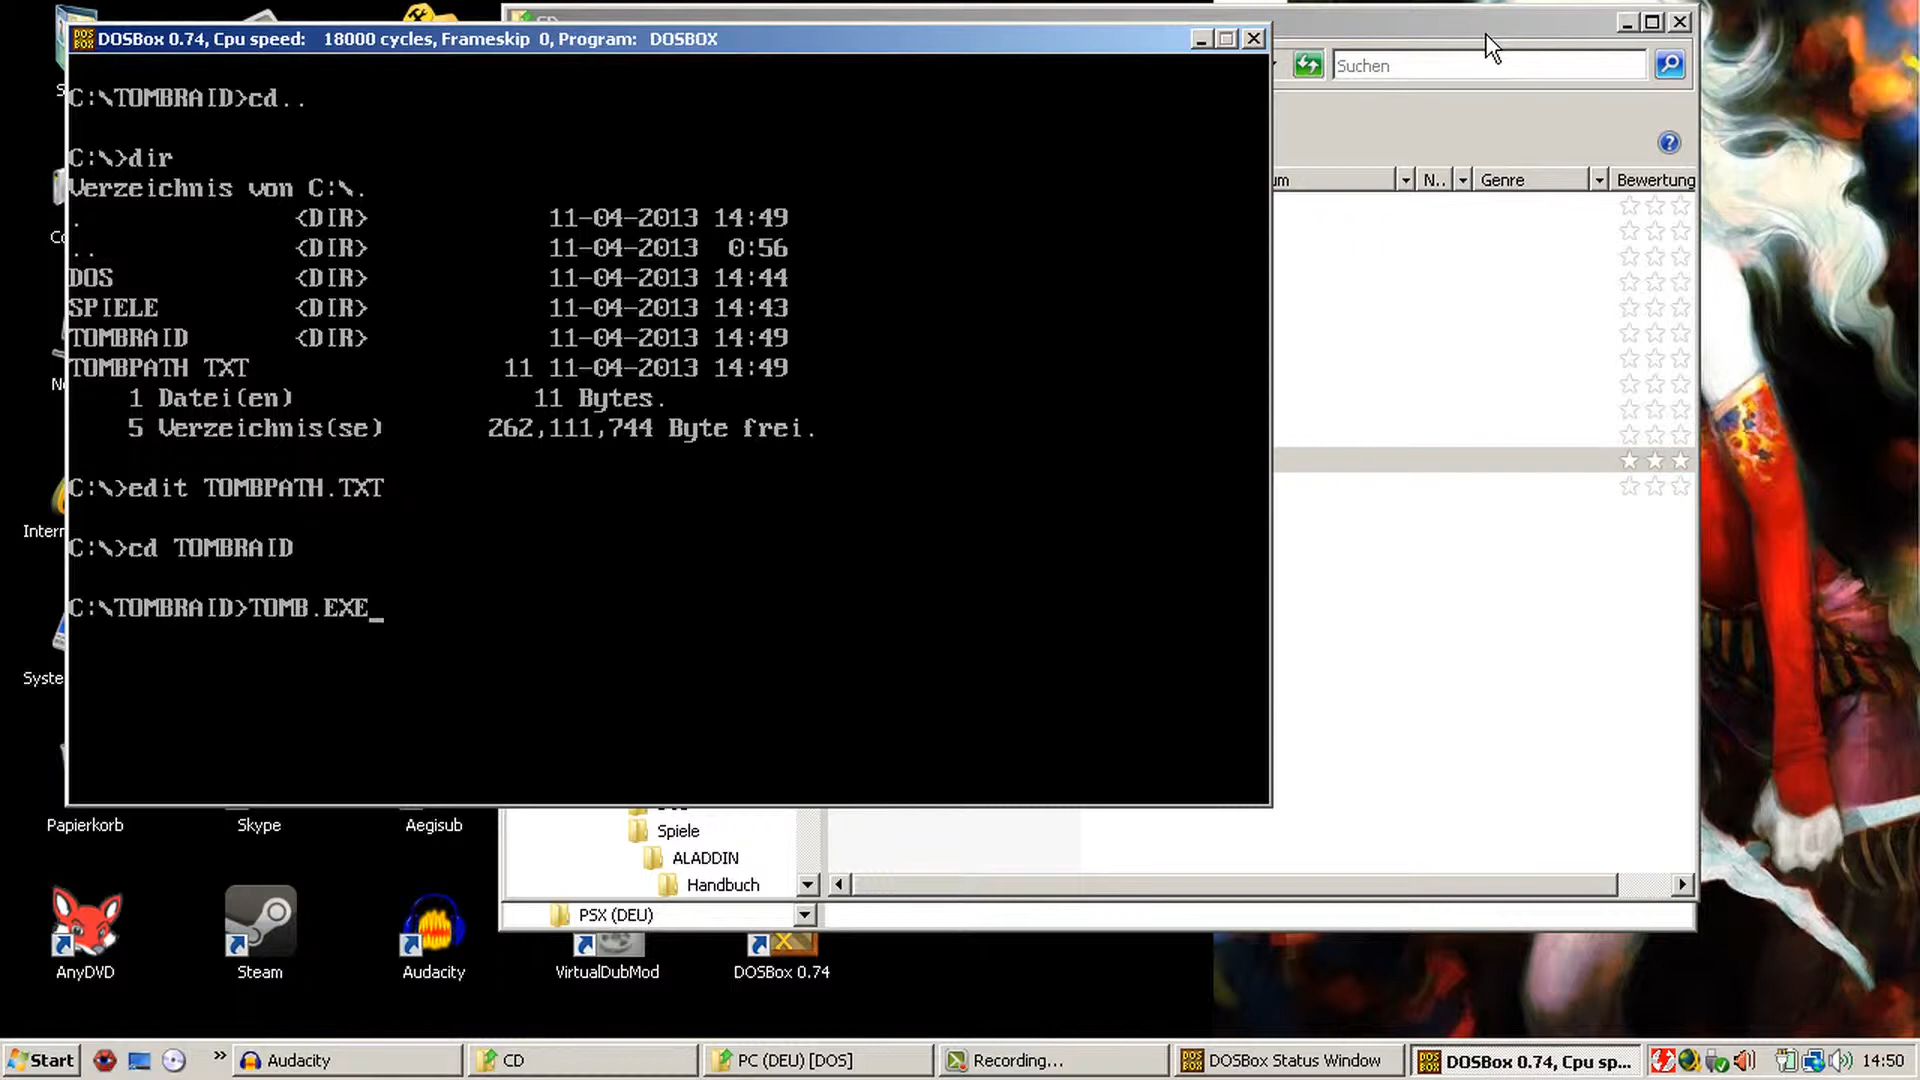 DOSBox 0.74, Cpu speed: 18000 cycles, Frameskip 0, Program: DOSBOX
C:\TOMBRAID>cd..
C:\>dir
Verzeichnis von C:\.
. <DIR> 11-04-2013 14:49
.. <DIR> 11-04-2013 0:56
DOS <DIR> 11-04-2013 14:44
SPIELE <DIR> 11-04-2013 14:43
TOMBRAID <DIR> 11-04-2013 14:49
TOMBPATH TXT 11 11-04-2013 14:49
1 Datei(en) 11 Bytes.
5 Verzeichnis(se) 262,111,744 Byte frei.
C:\>edit TOMBPATH.TXT
C:\>cd TOMBRAID
C:\TOMBRAID>TOMB.EXE_
Suchen
N.. Genre Bewertung
Spiele
ALADDIN
Handbuch
PSX (DEU)
Papierkorb Skype Aegisub
AnyDVD Steam Audacity VirtualDubMod DOSBox 0.74
Start » Audacity CD PC (DEU) [DOS] Recording... DOSBox Status Window DOSBox 0.74, Cpu sp... 14:50